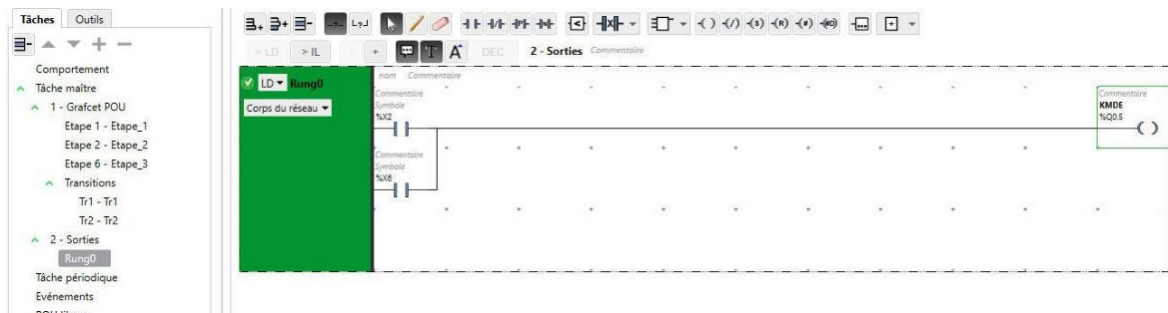 Tâches Outils
Comportement
Tâche maître
1 - Grafcet POU
Etape 1 - Etape_1
Etape 2 - Etape_2
Etape 6 - Etape_3
Transitions
Tr1 - Tr1
Tr2 - Tr2
2 - Sorties
Rung0
Tâche périodique
Evénements
> LD > IL - + T A DEC 2 - Sorties Commentaire
LD Rung0
Corps du réseau
nom Commentaire
Commentaire
Symbole
%X2
Commentaire
Symbole
%X6
Commentaire
KMDE
%Q0.5